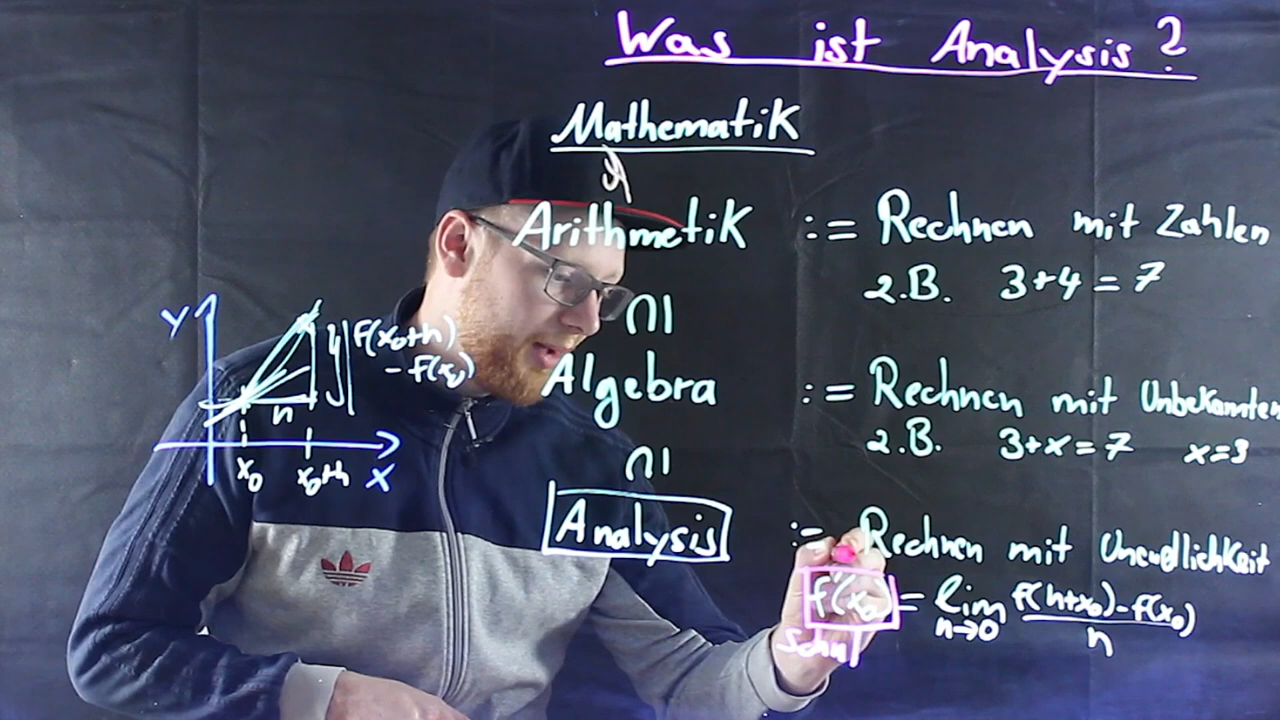 Was ist Analysis?
Mathematik
Arithmetik := Rechnen mit Zahlen
z.B. 3+4=7
∩|
Algebra := Rechnen mit Unbekannten
z.B. 3+x=7 x=3
∩|
Analysis := Rechnen mit Unendlichkeit
f'(x₀) = lim h→0 f(h+x₀)-f(x₀) / h
Schul
y
f(x₀+h)
- f(x₀)
h
x₀ x₀+h x